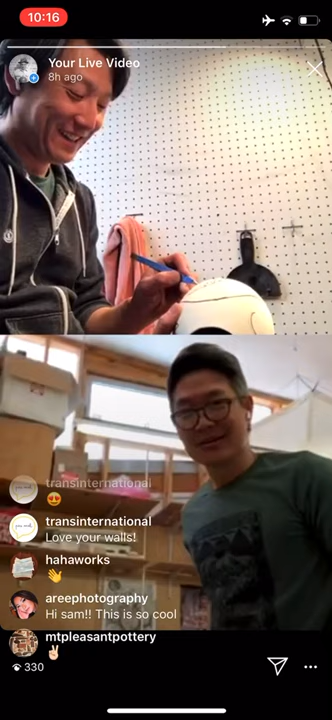 10:16
Your Live Video
8h ago
transinternational
😍
transinternational
Love your walls!
hahaworks
👋
areephotography
Hi sam!! This is so cool
mtpleasantpottery
✌🏻
330